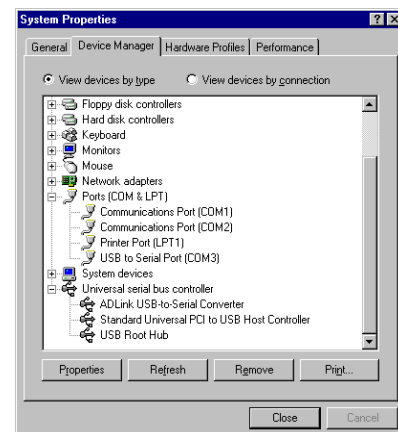 System Properties
General Device Manager Hardware Profiles Performance
View devices by type View devices by connection
Floppy disk controllers
Hard disk controllers
Keyboard
Monitors
Mouse
Network adapters
Ports (COM & LPT)
Communications Port (COM1)
Communications Port (COM2)
Printer Port (LPT1)
USB to Serial Port (COM3)
System devices
Universal serial bus controller
ADLink USB-to-Serial Converter
Standard Universal PCI to USB Host Controller
USB Root Hub
Properties Refresh Remove Print...
Close Cancel